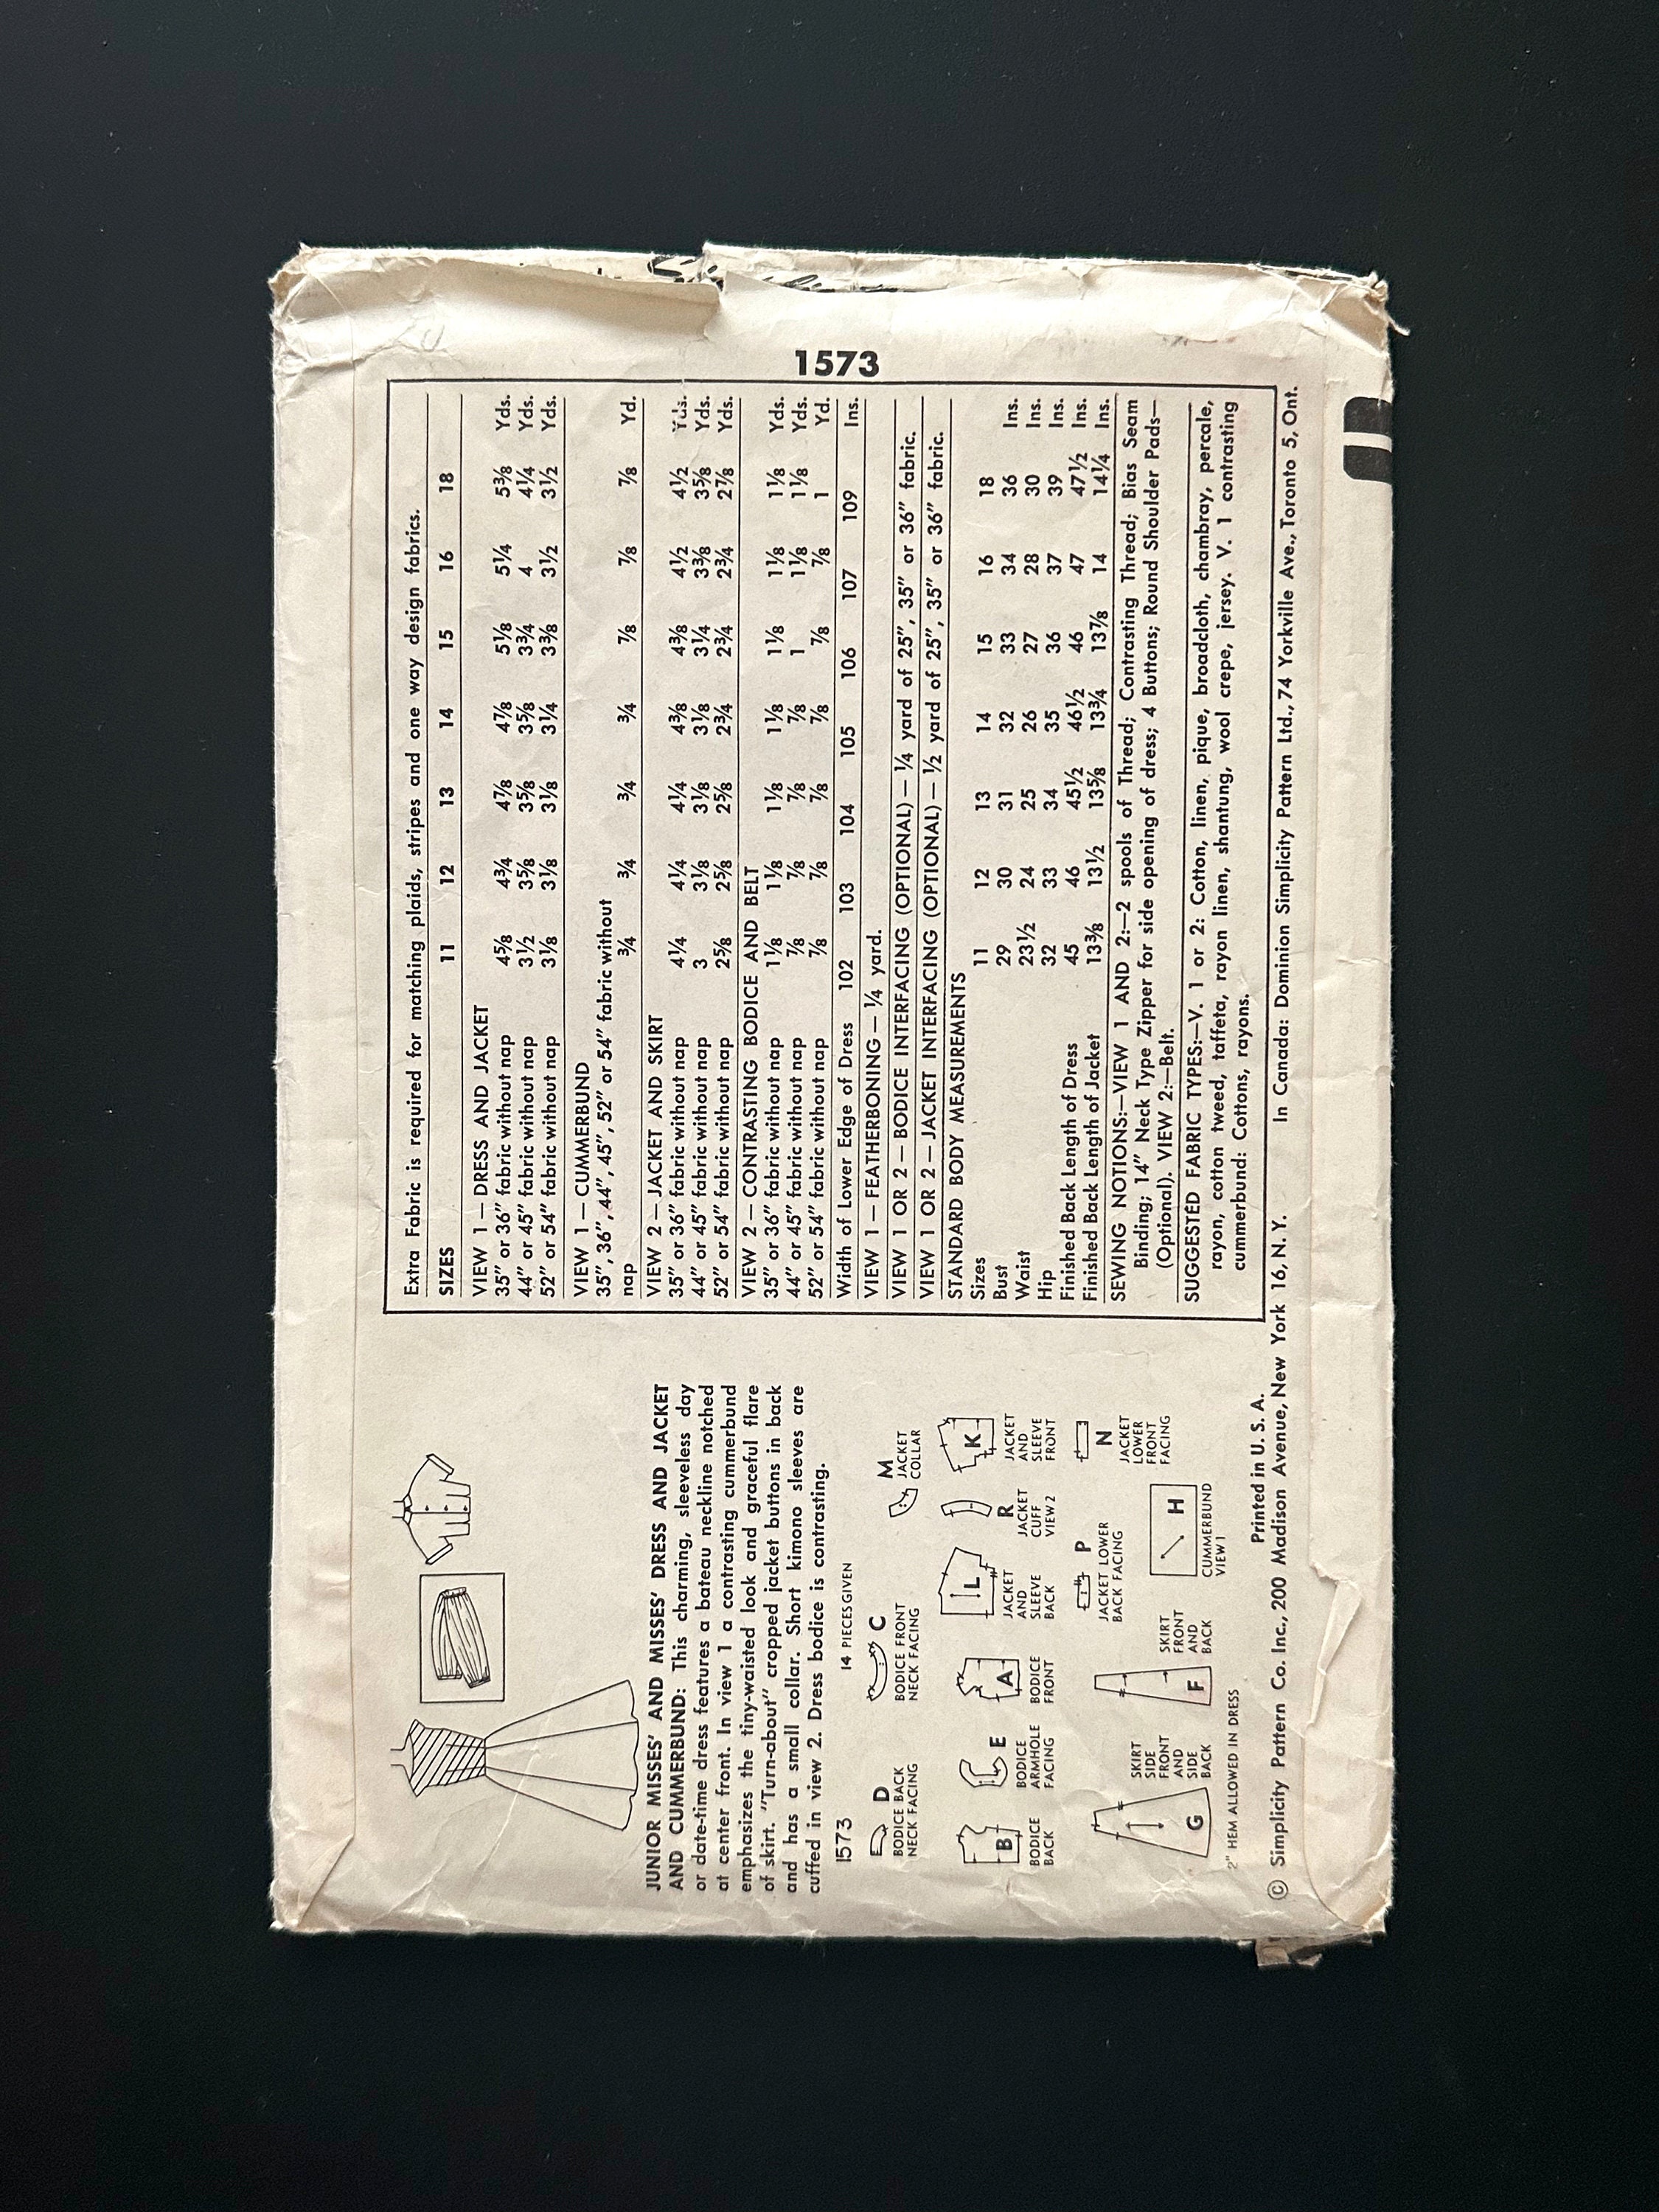 JUNIOR MISSES' AND MISSES' DRESS AND JACKET
AND CUMMERBUND: This charming, sleeveless day
or date-time dress features a bateau neckline notched
at center front. In view 1 a contrasting cummerbund
emphasizes the tiny-waisted look and graceful flare
of skirt. "Turn-about" cropped jacket buttons in back
and has a small collar. Short kimono sleeves are
cuffed in view 2. Dress bodice is contrasting.
1573 14 PIECES GIVEN
D
BODICE BACK
NECK FACING
C
BODICE FRONT
NECK FACING
M
JACKET
COLLAR
B
BODICE
BACK
E
BODICE
ARMHOLE
FACING
A
BODICE
FRONT
L
JACKET
AND
SLEEVE
BACK
R
JACKET
CUFF
VIEW 2
K
JACKET
AND
SLEEVE
FRONT
G
SKIRT
SIDE
FRONT
AND
SIDE
BACK
F
SKIRT
FRONT
AND
BACK
P
JACKET LOWER
BACK FACING
H
CUMMERBUND
VIEW 1
N
JACKET
LOWER
FRONT
FACING
2" HEM ALLOWED IN DRESS
Extra Fabric is required for matching plaids, stripes and one way design fabrics.
SIZES 11 12 13 14 15 16 18
VIEW 1 — DRESS AND JACKET
35" or 36" fabric without nap 4⅝ 4¾ 4⅞ 4⅞ 5⅛ 5¼ 5⅜ Yds.
44" or 45" fabric without nap 3½ 3⅝ 3⅝ 3⅝ 3¾ 4 4¼ Yds.
52" or 54" fabric without nap 3⅛ 3⅛ 3⅛ 3¼ 3⅜ 3½ 3½ Yds.
VIEW 1 — CUMMERBUND
35", 36", 44", 45", 52" or 54" fabric without
nap ¾ ¾ ¾ ¾ ⅞ ⅞ ⅞ Yd.
VIEW 2 — JACKET AND SKIRT
35" or 36" fabric without nap 4¼ 4¼ 4¼ 4⅜ 4⅜ 4½ 4½ Yds.
44" or 45" fabric without nap 3 3⅛ 3⅛ 3⅛ 3¼ 3⅜ 3⅝ Yds.
52" or 54" fabric without nap 2⅝ 2⅝ 2⅝ 2¾ 2¾ 2¾ 2⅞ Yds.
VIEW 2 — CONTRASTING BODICE AND BELT
35" or 36" fabric without nap 1⅛ 1⅛ 1⅛ 1⅛ 1⅛ 1⅛ 1⅛ Yds.
44" or 45" fabric without nap ⅞ ⅞ ⅞ ⅞ 1 1⅛ 1⅛ Yds.
52" or 54" fabric without nap ⅞ ⅞ ⅞ ⅞ ⅞ ⅞ 1 Yd.
Width of Lower Edge of Dress 102 103 104 105 106 107 109 Ins.
VIEW 1 — FEATHERBONING — ¼ yard.
VIEW 1 OR 2 — BODICE INTERFACING (OPTIONAL) — ¼ yard of 25", 35" or 36" fabric.
VIEW 1 OR 2 — JACKET INTERFACING (OPTIONAL) — ½ yard of 25", 35" or 36" fabric.
STANDARD BODY MEASUREMENTS
Sizes 11 12 13 14 15 16 18
Bust 29 30 31 32 33 34 36 Ins.
Waist 23½ 24 25 26 27 28 30 Ins.
Hip 32 33 34 35 36 37 39 Ins.
Finished Back Length of Dress 45 46 45½ 46½ 46 47 47½ Ins.
Finished Back Length of Jacket 13⅜ 13½ 13⅝ 13¾ 13⅞ 14 14¼ Ins.
SEWING NOTIONS:—VIEW 1 AND 2:—2 spools of Thread; Contrasting Thread; Bias Seam
Binding; 14" Neck Type Zipper for side opening of dress; 4 Buttons; Round Shoulder Pads—
(Optional). VIEW 2:—Belt.
SUGGESTED FABRIC TYPES:—V. 1 or 2: Cotton, linen, pique, broadcloth, chambray, percale,
rayon, cotton tweed, taffeta, rayon linen, shantung, wool crepe, jersey. V. 1 contrasting
cummerbund: Cottons, rayons.
1573
Printed in U. S. A.
© Simplicity Pattern Co. Inc., 200 Madison Avenue, New York 16, N. Y. In Canada: Dominion Simplicity Pattern Ltd., 74 Yorkville Ave., Toronto 5, Ont.